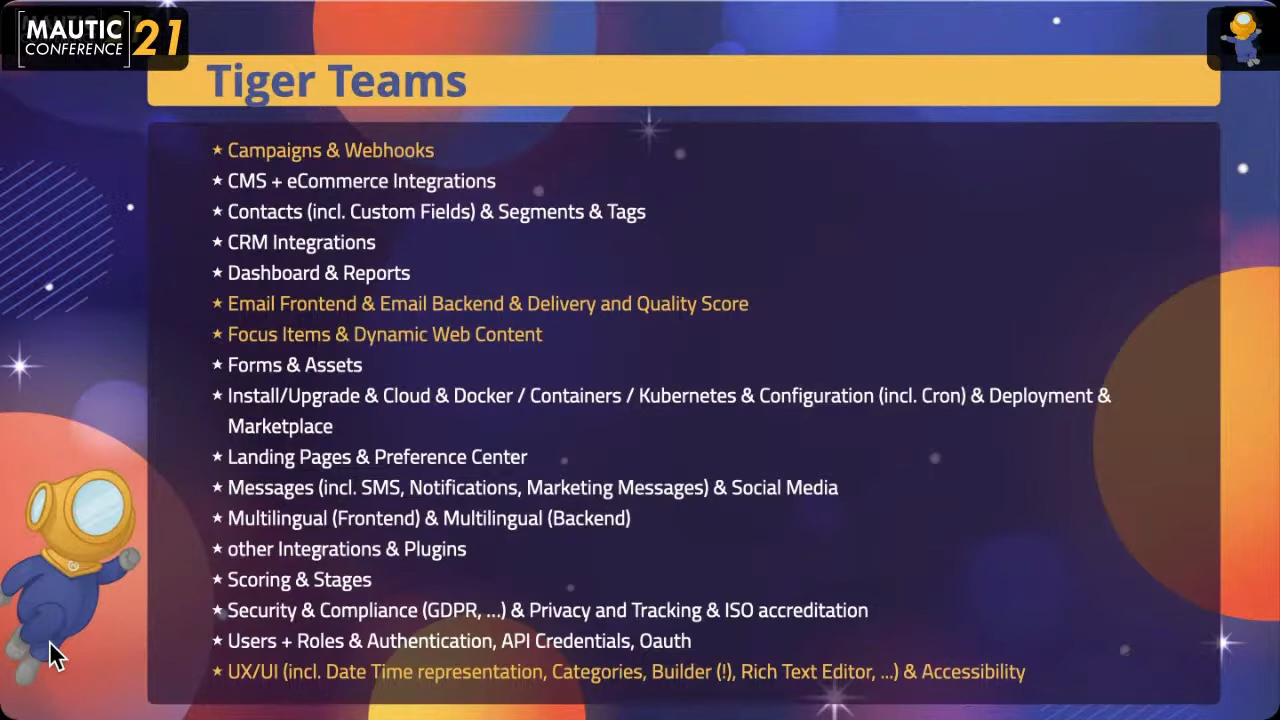 MAUTIC
CONFERENCE 21
Tiger Teams
★ Campaigns & Webhooks
★ CMS + eCommerce Integrations
★ Contacts (incl. Custom Fields) & Segments & Tags
★ CRM Integrations
★ Dashboard & Reports
★ Email Frontend & Email Backend & Delivery and Quality Score
★ Focus Items & Dynamic Web Content
★ Forms & Assets
★ Install/Upgrade & Cloud & Docker / Containers / Kubernetes & Configuration (incl. Cron) & Deployment &
Marketplace
★ Landing Pages & Preference Center
★ Messages (incl. SMS, Notifications, Marketing Messages) & Social Media
★ Multilingual (Frontend) & Multilingual (Backend)
★ other Integrations & Plugins
★ Scoring & Stages
★ Security & Compliance (GDPR, ...) & Privacy and Tracking & ISO accreditation
★ Users + Roles & Authentication, API Credentials, Oauth
★ UX/UI (incl. Date Time representation, Categories, Builder (!), Rich Text Editor, ...) & Accessibility